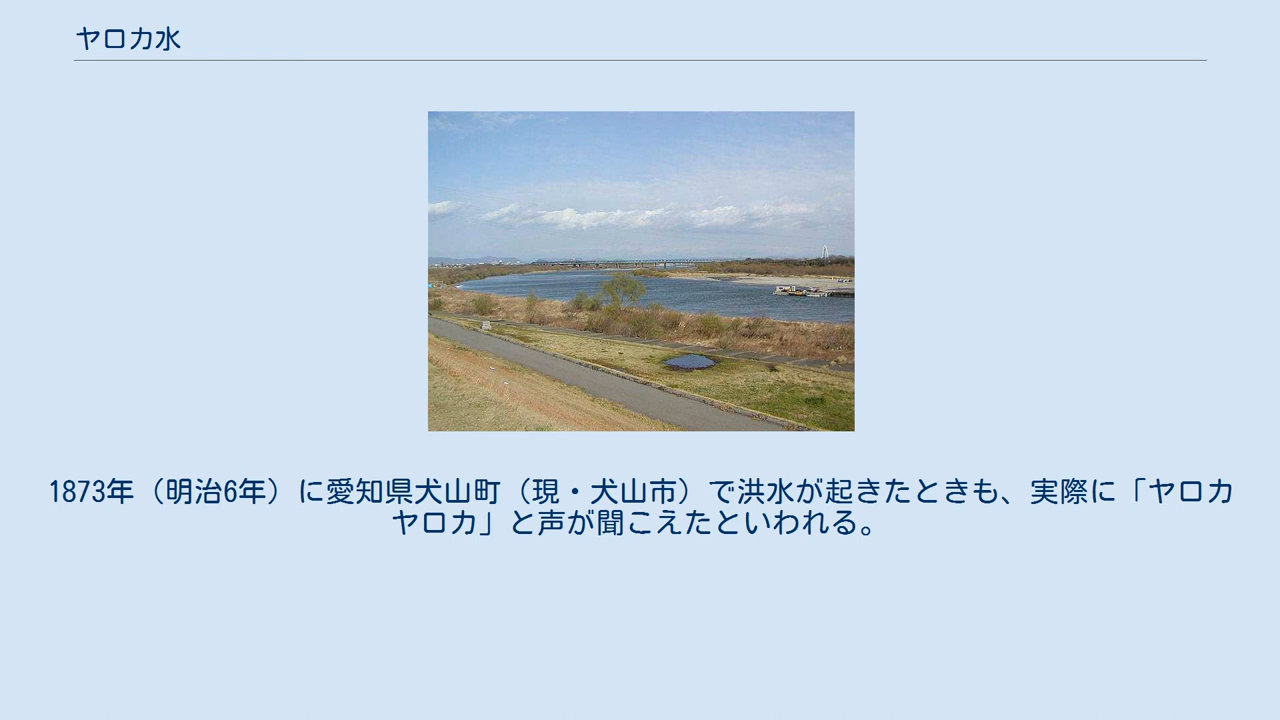 ヤロカ水
1873年（明治6年）に愛知県犬山町（現・犬山市）で洪水が起きたときも、実際に「ヤロカ
ヤロカ」と声が聞こえたといわれる。